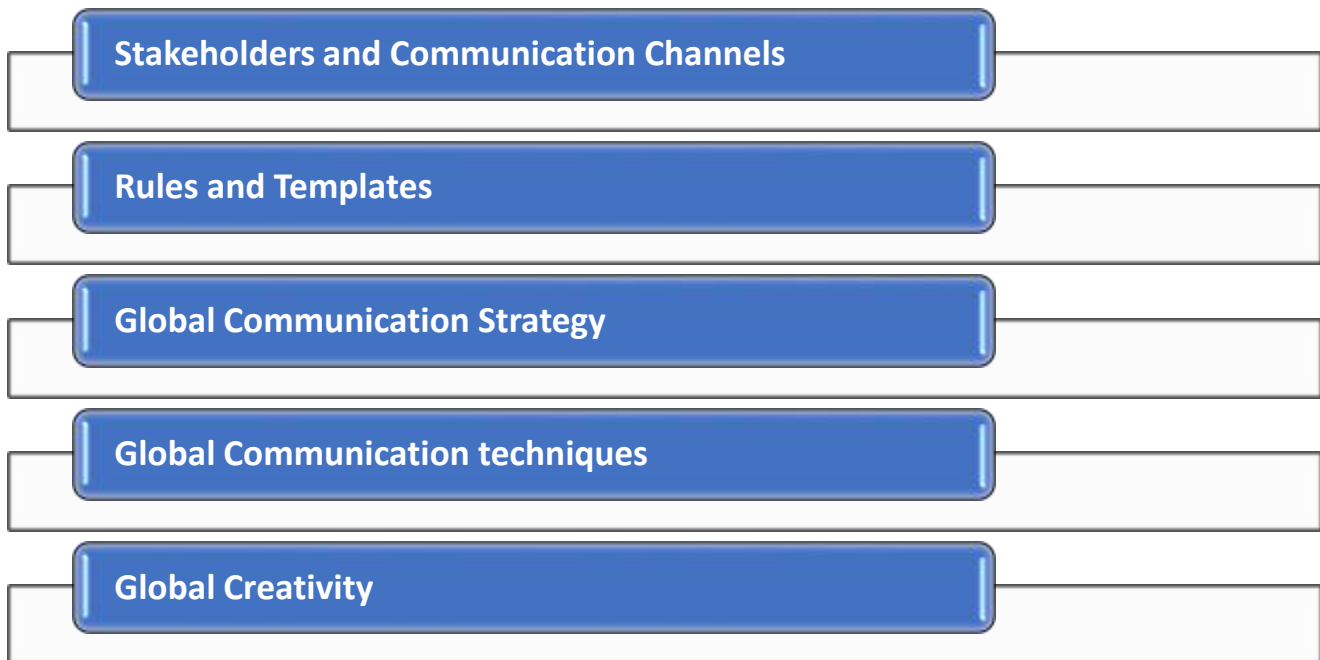 Stakeholders and Communication Channels
Rules and Templates
Global Communication Strategy
Global Communication techniques
Global Creativity